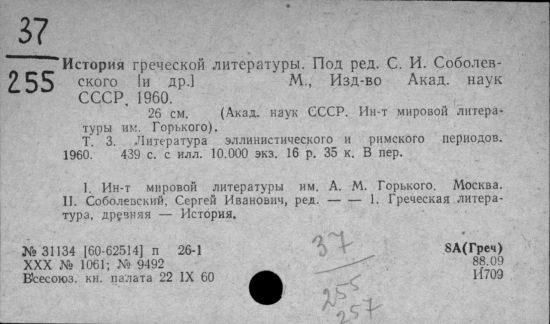 37
255
История греческой литературы. Под ред. С. И. Соболев-
ского [и др.] М., Изд-во Акад. наук
СССР, 1960.
26 см. (Акад. наук СССР. Ин-т мировой литера-
туры им. Горького).
Т. 3. Литература эллинистического и римского периодов.
1960. 439 с. с илл. 10.000 экз. 16 р. 35 к. В пер.
I. Ин-т мировой литературы им. А. М. Горького. Москва.
II. Соболевский, Сергей Иванович, ред. — — 1. Греческая литера-
тура, древняя — История.
№ 31134 [60-62514] п 26-1
XXX № 1061; № 9492
Всесоюз. кн. палата 22 IX 60
8А(Греч)
88.09
И709
37
255
257